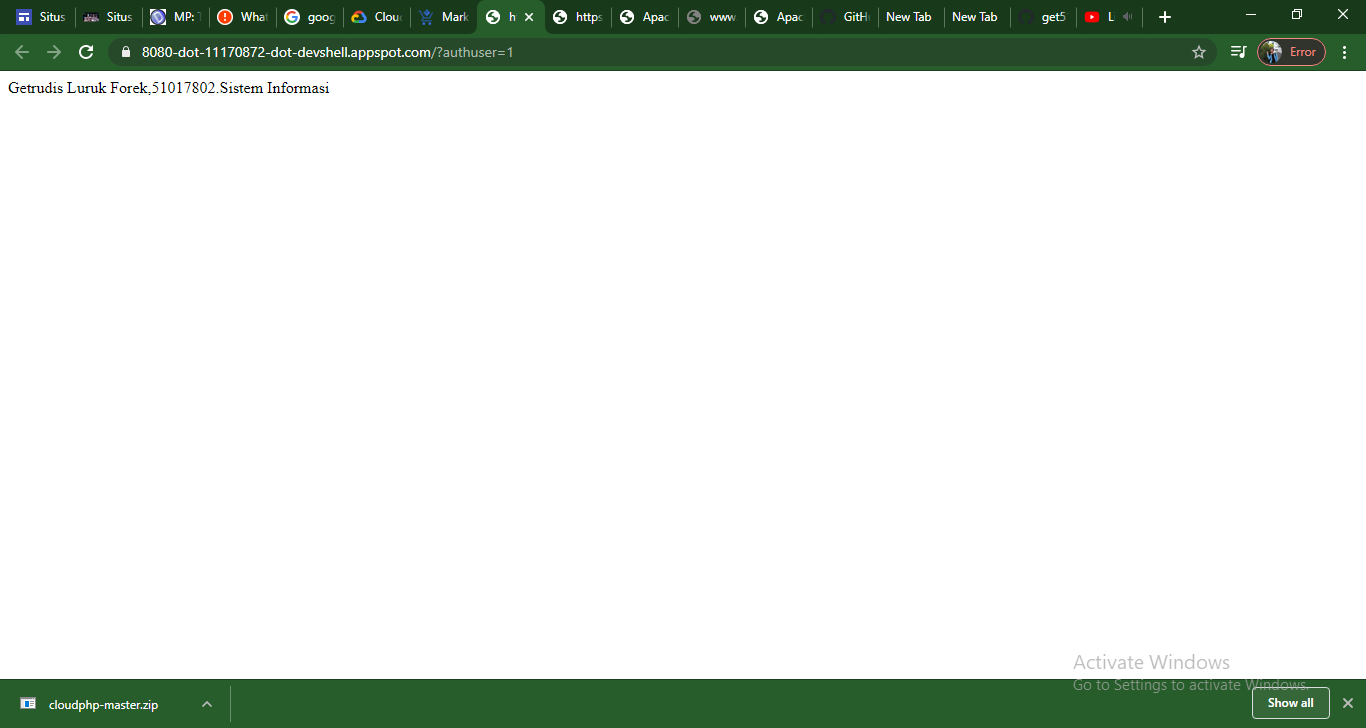 Situs
Situs
MP: T
What
goog
Clou
Mark
h
https
Apac
www
Apac
GitH
New Tab
New Tab
get5
Li
8080-dot-11170872-dot-devshell.appspot.com/?authuser=1
Error
Getrudis Luruk Forek,51017802.Sistem Informasi
Activate Windows
Go to Settings to activate Windows.
cloudphp-master.zip
Show all